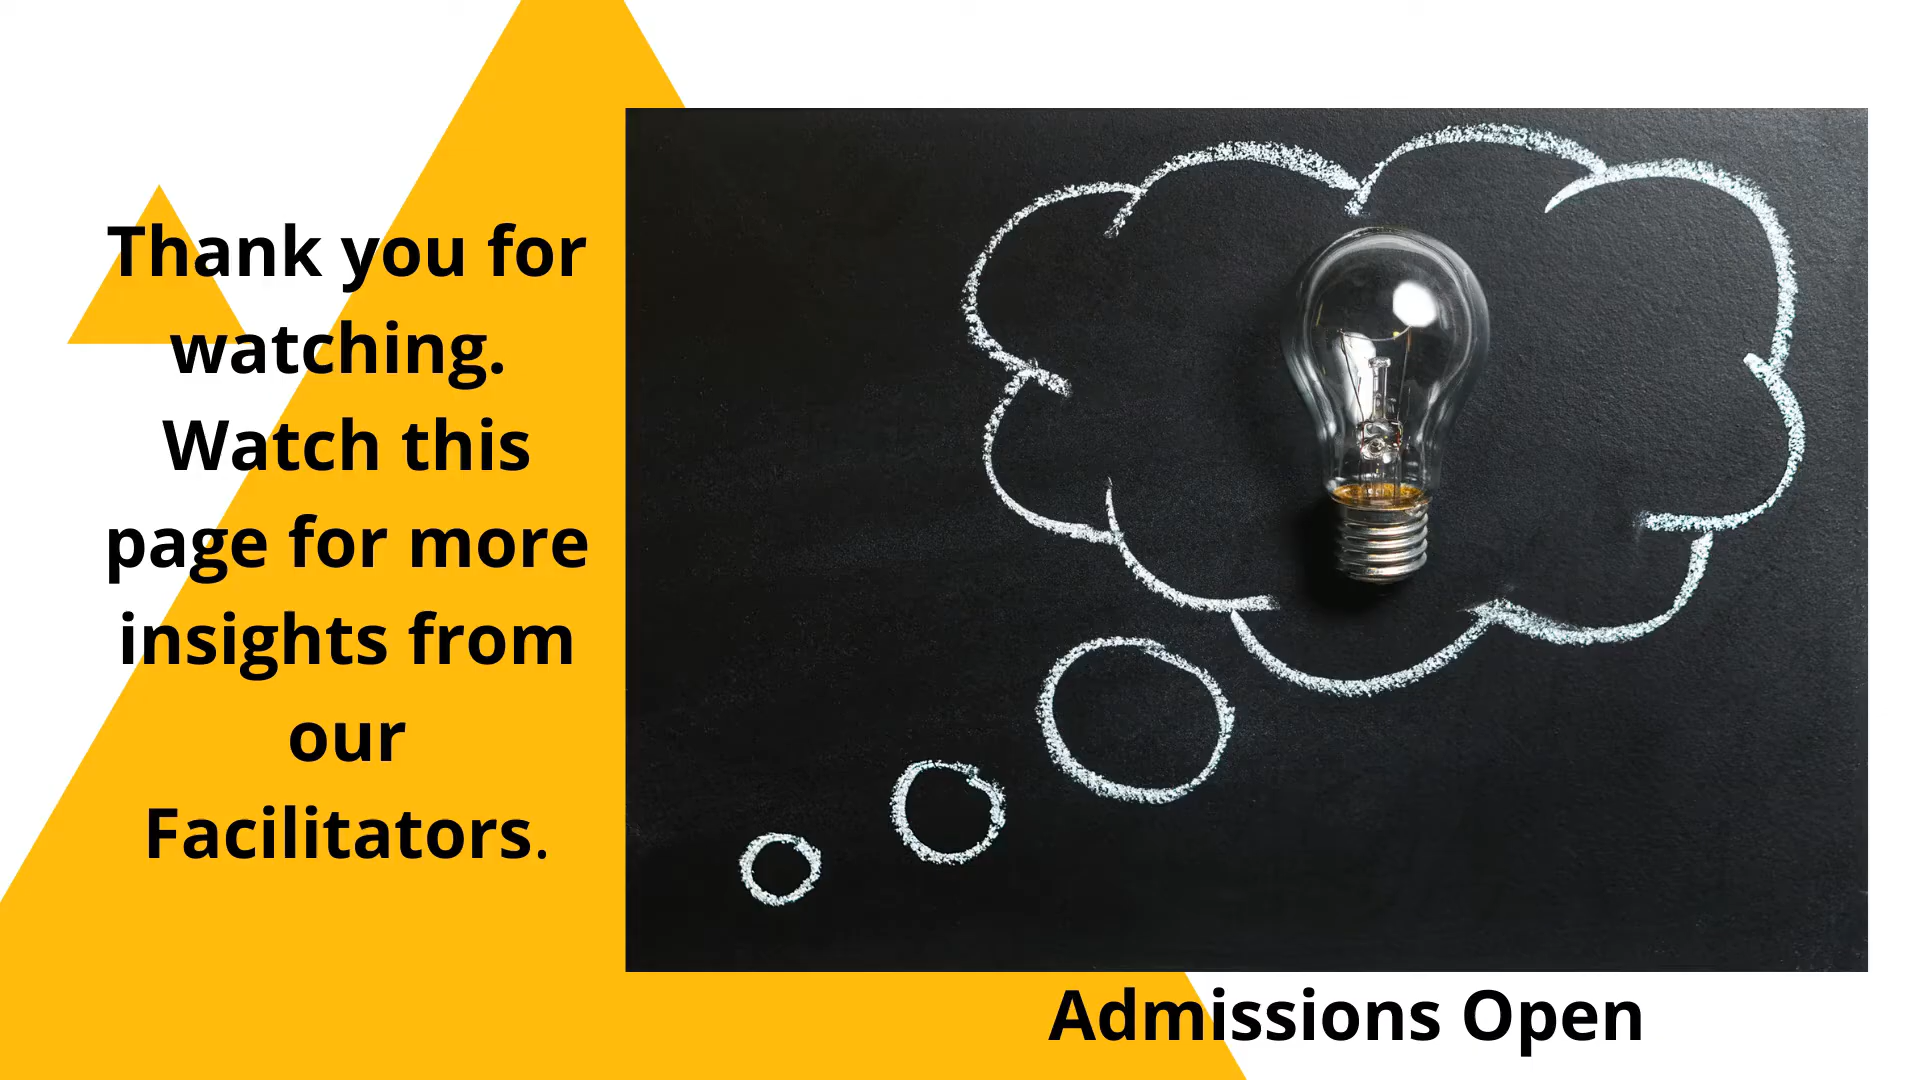 Thank you for
watching.
Watch this
page for more
insights from
our
Facilitators.
Admissions Open